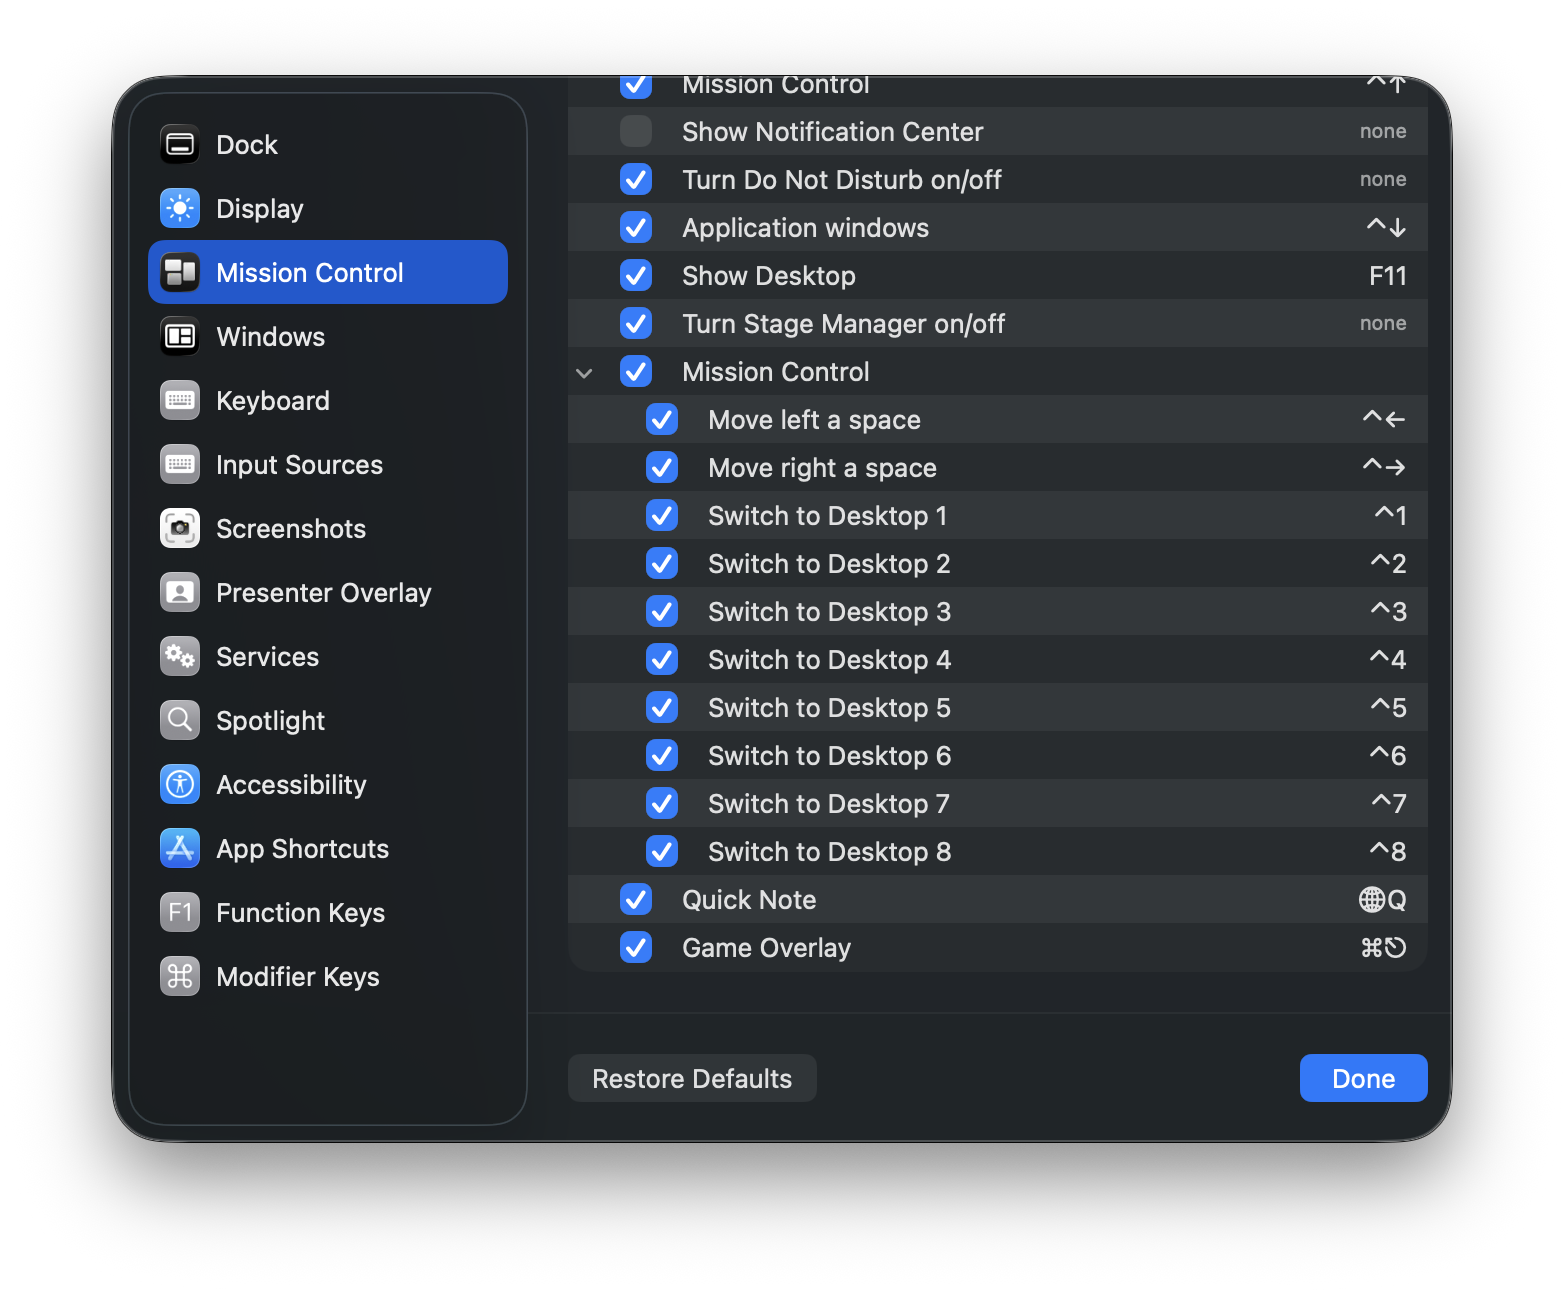 Dock
Display
Mission Control
Windows
Keyboard
Input Sources
Screenshots
Presenter Overlay
Services
Spotlight
Accessibility
App Shortcuts
F1 Function Keys
Modifier Keys
Mission Control ^↑
Show Notification Center none
Turn Do Not Disturb on/off none
Application windows ^↓
Show Desktop F11
Turn Stage Manager on/off none
Mission Control
Move left a space ^←
Move right a space ^→
Switch to Desktop 1 ^1
Switch to Desktop 2 ^2
Switch to Desktop 3 ^3
Switch to Desktop 4 ^4
Switch to Desktop 5 ^5
Switch to Desktop 6 ^6
Switch to Desktop 7 ^7
Switch to Desktop 8 ^8
Quick Note 🌐Q
Game Overlay ⌘⎋
Restore Defaults
Done